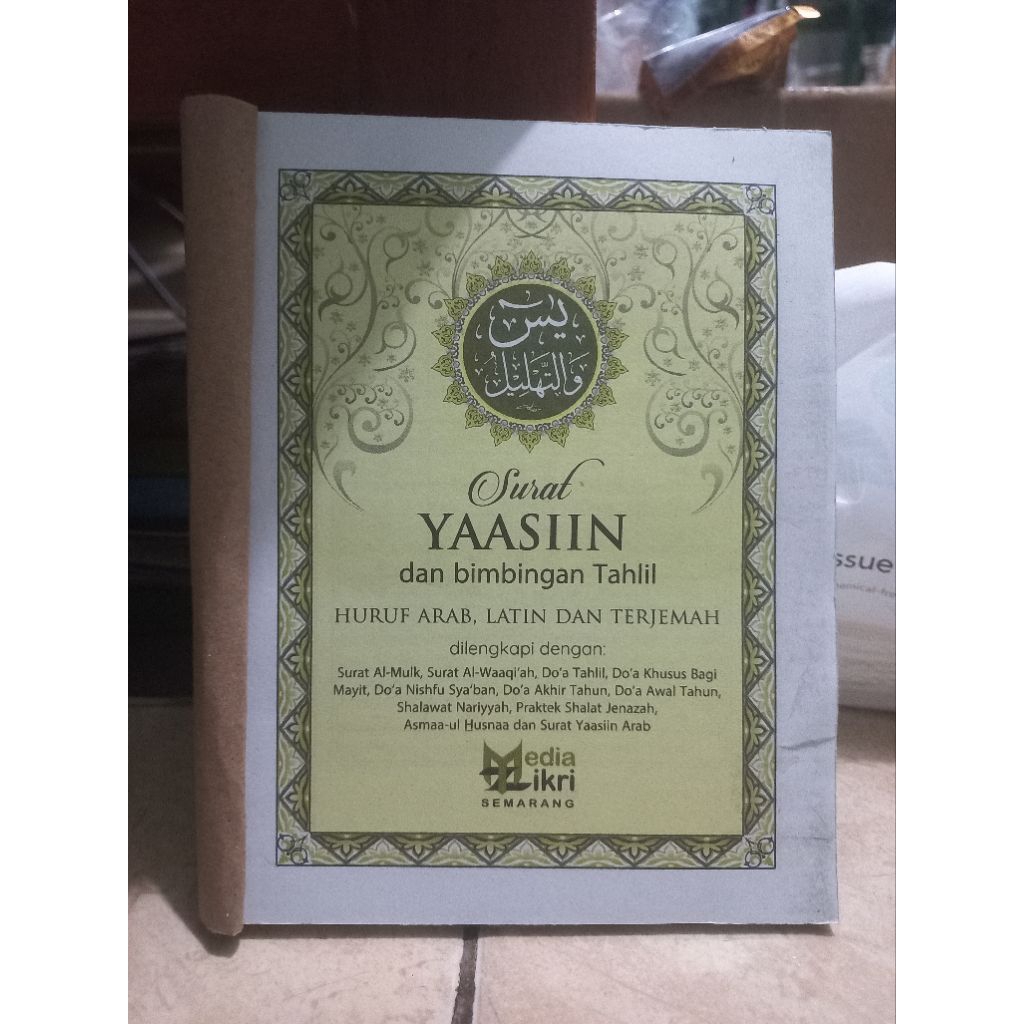 يس
والتهليل
Surat
YAASIIN
dan bimbingan Tahlil
HURUF ARAB, LATIN DAN TERJEMAH
dilengkapi dengan:
Surat Al-Mulk, Surat Al-Waaqi'ah, Do'a Tahlil, Do'a Khusus Bagi
Mayit, Do'a Nishfu Sya'ban, Do'a Akhir Tahun, Do'a Awal Tahun,
Shalawat Nariyyah, Praktek Shalat Jenazah,
Asmaa-ul Husnaa dan Surat Yaasiin Arab
Media
Fikri
SEMARANG
ssue